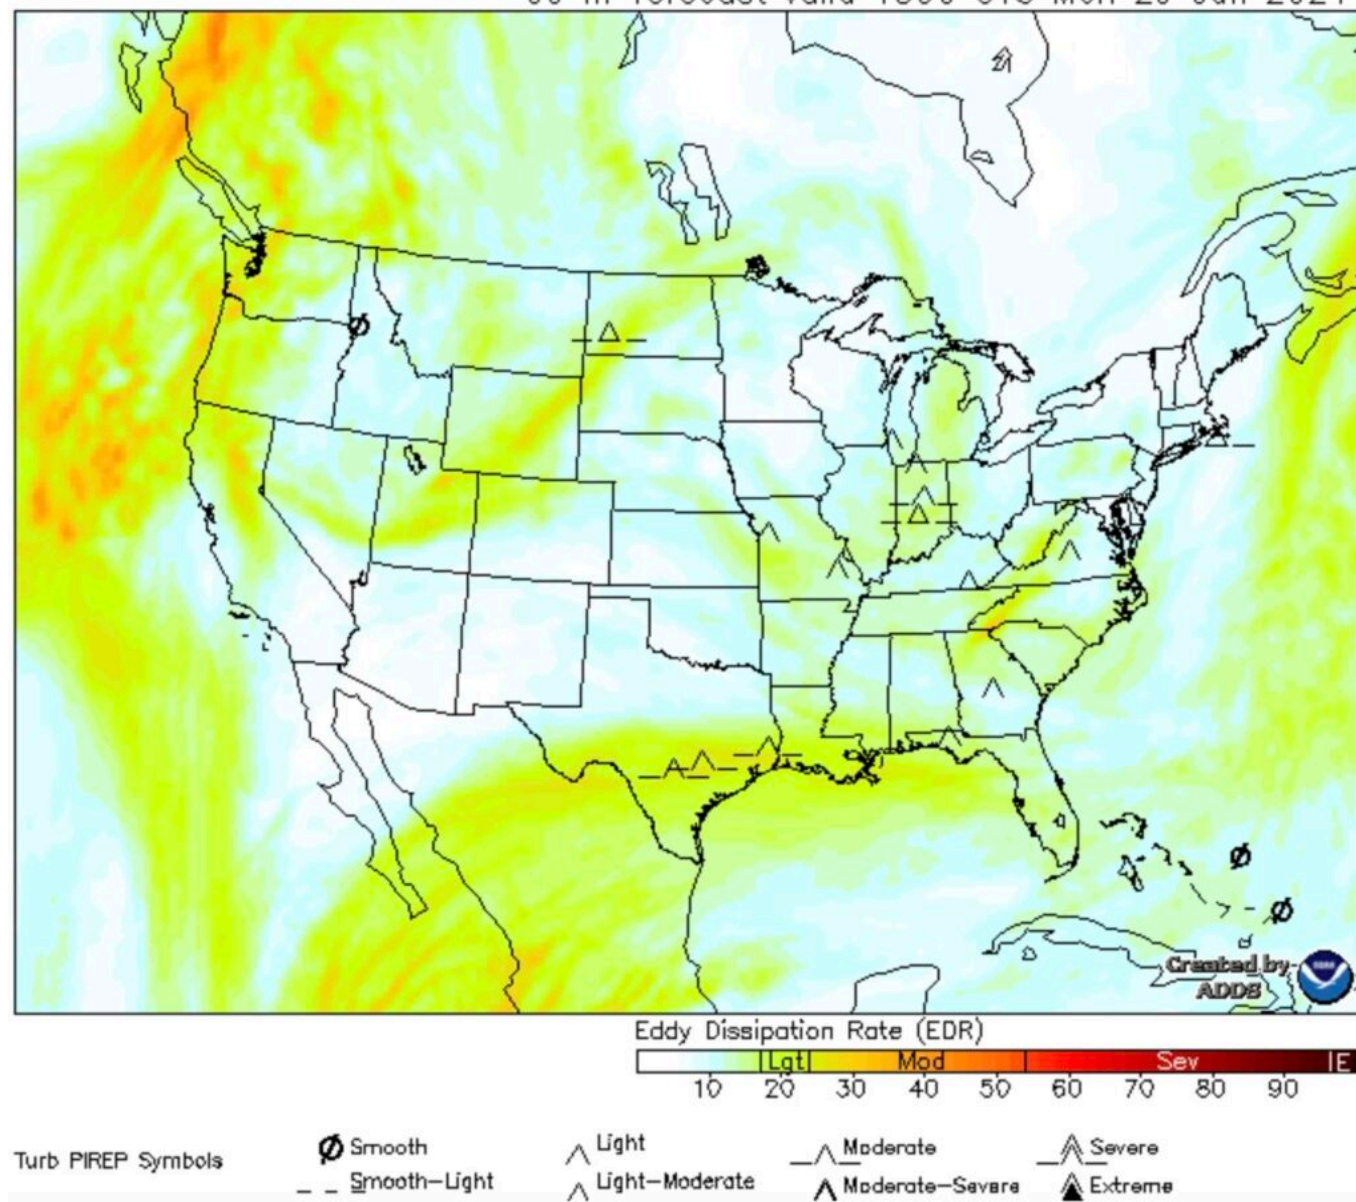 Created by
ADDS
Eddy Dissipation Rate (EDR)
Lgt Mod Sev E
10 20 30 40 50 60 70 80 90
Turb PIREP Symbols
Smooth
Light
Moderate
Severe
Smooth-Light
Light-Moderate
Moderate-Severe
Extreme